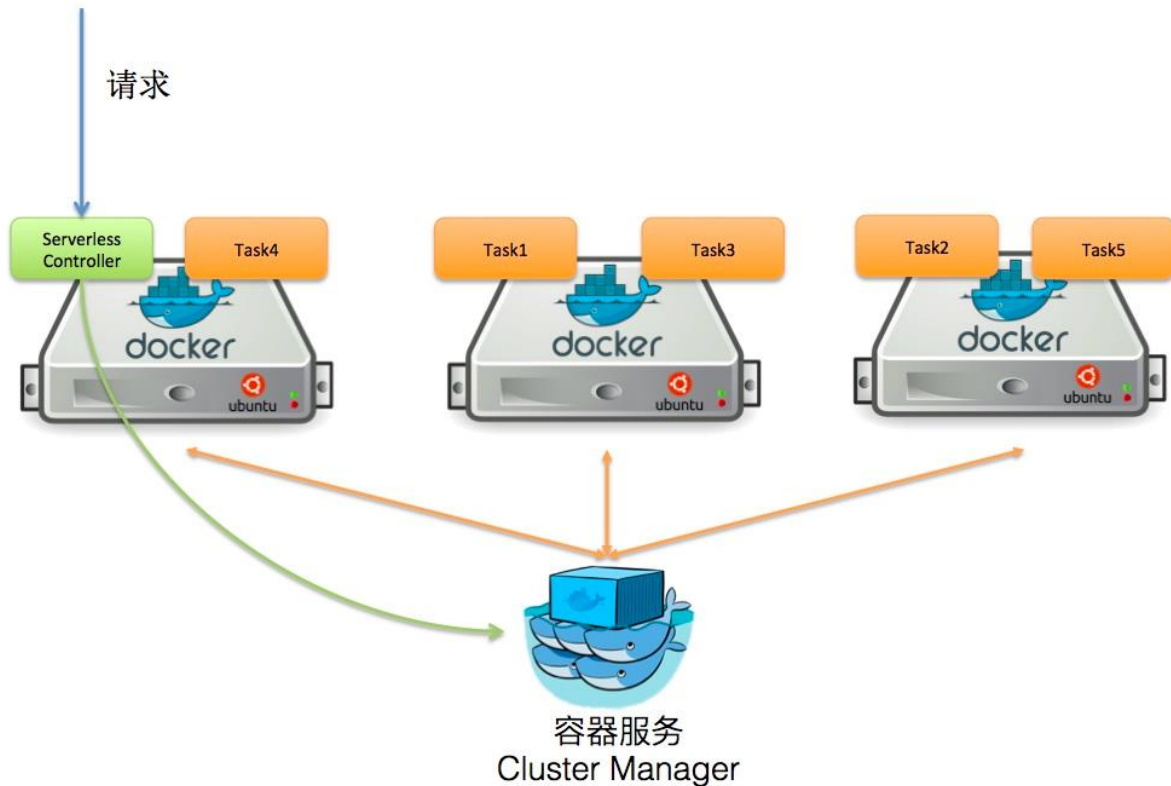 请求
Serverless
Controller
Task4
Task1
Task3
Task2
Task5
docker
docker
docker
ubuntu
ubuntu
ubuntu
容器服务
Cluster Manager